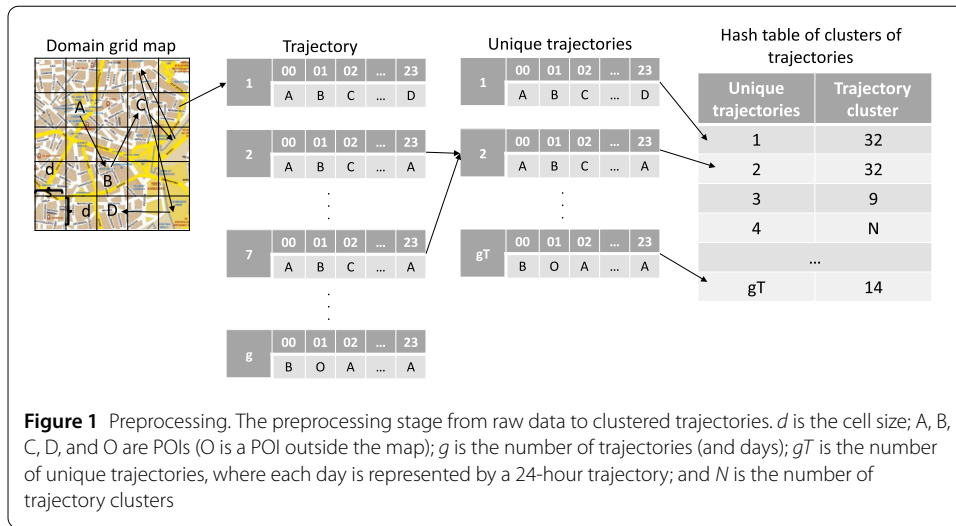 Domain grid map
Trajectory
Unique trajectories
Hash table of clusters of
trajectories
A
C
B
d
d
D
1
00 01 02 ... 23
A B C ... D
2
00 01 02 ... 23
A B C ... A
.
.
.
7
00 01 02 ... 23
A B C ... A
.
.
.
g
00 01 02 ... 23
B O A ... A
1
00 01 02 ... 23
A B C ... D
2
00 01 02 ... 23
A B C ... A
.
.
.
gT
00 01 02 ... 23
B O A ... A
Unique Trajectory
trajectories cluster
1 32
2 32
3 9
4 N
...
gT 14
Figure 1 Preprocessing. The preprocessing stage from raw data to clustered trajectories. d is the cell size; A, B,
C, D, and O are POIs (O is a POI outside the map); g is the number of trajectories (and days); gT is the number
of unique trajectories, where each day is represented by a 24-hour trajectory; and N is the number of
trajectory clusters